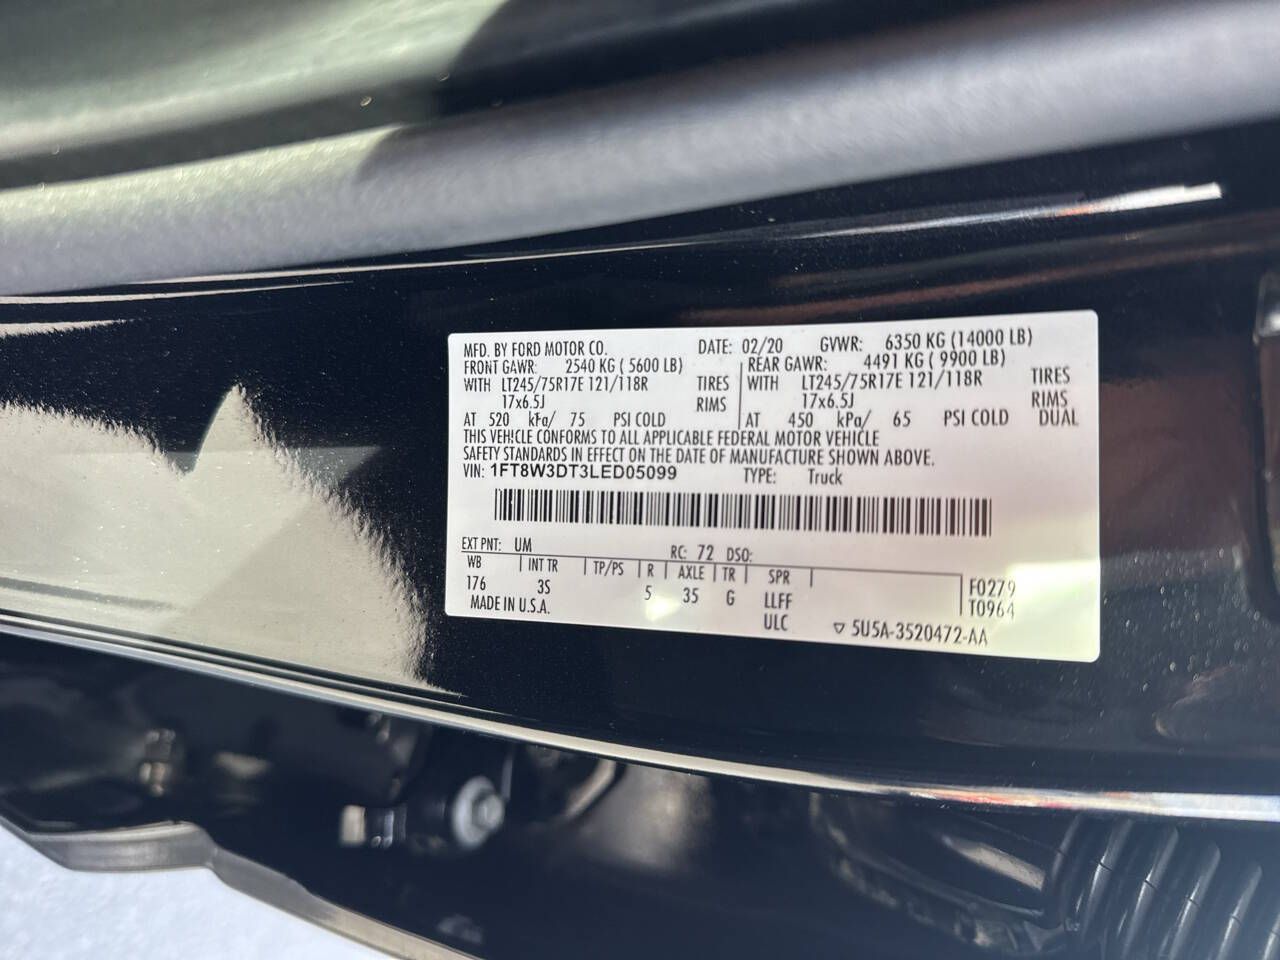 MFD. BY FORD MOTOR CO. DATE: 02/20 GVWR: 6350 KG (14000 LB)
FRONT GAWR: 2540 KG ( 5600 LB) REAR GAWR: 4491 KG ( 9900 LB)
WITH LT245/75R17E 121/118R TIRES WITH LT245/75R17E 121/118R TIRES
17x6.5J RIMS 17x6.5J RIMS
AT 520 kPa/ 75 PSI COLD AT 450 kPa/ 65 PSI COLD DUAL
THIS VEHICLE CONFORMS TO ALL APPLICABLE FEDERAL MOTOR VEHICLE
SAFETY STANDARDS IN EFFECT ON THE DATE OF MANUFACTURE SHOWN ABOVE.
VIN: 1FT8W3DT3LED05099 TYPE: Truck
EXT PNT: UM RC: 72 DSO:
WB INT TR TP/PS R AXLE TR SPR F0279
176 3S 5 35 G LLFF T0964
MADE IN U.S.A. ULC ▽ 5U5A-3520472-AA